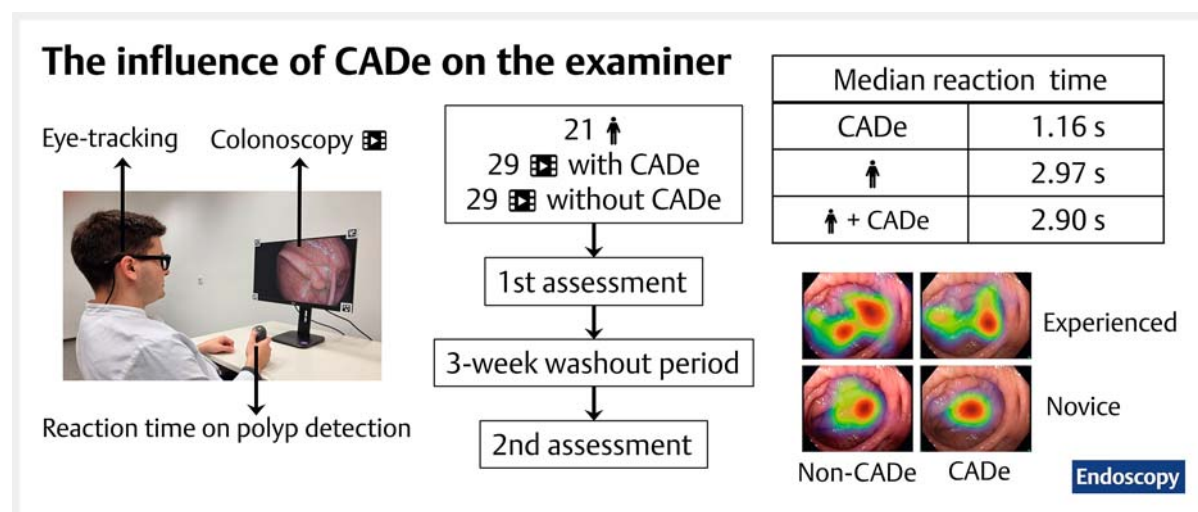 The influence of CADe on the examiner
Eye-tracking
Colonoscopy
Reaction time on polyp detection
21
29 with CADe
29 without CADe
1st assessment
3-week washout period
2nd assessment
Median reaction time
CADe 1.16 s
2.97 s
+ CADe 2.90 s
Experienced
Novice
Non-CADe CADe
Endoscopy